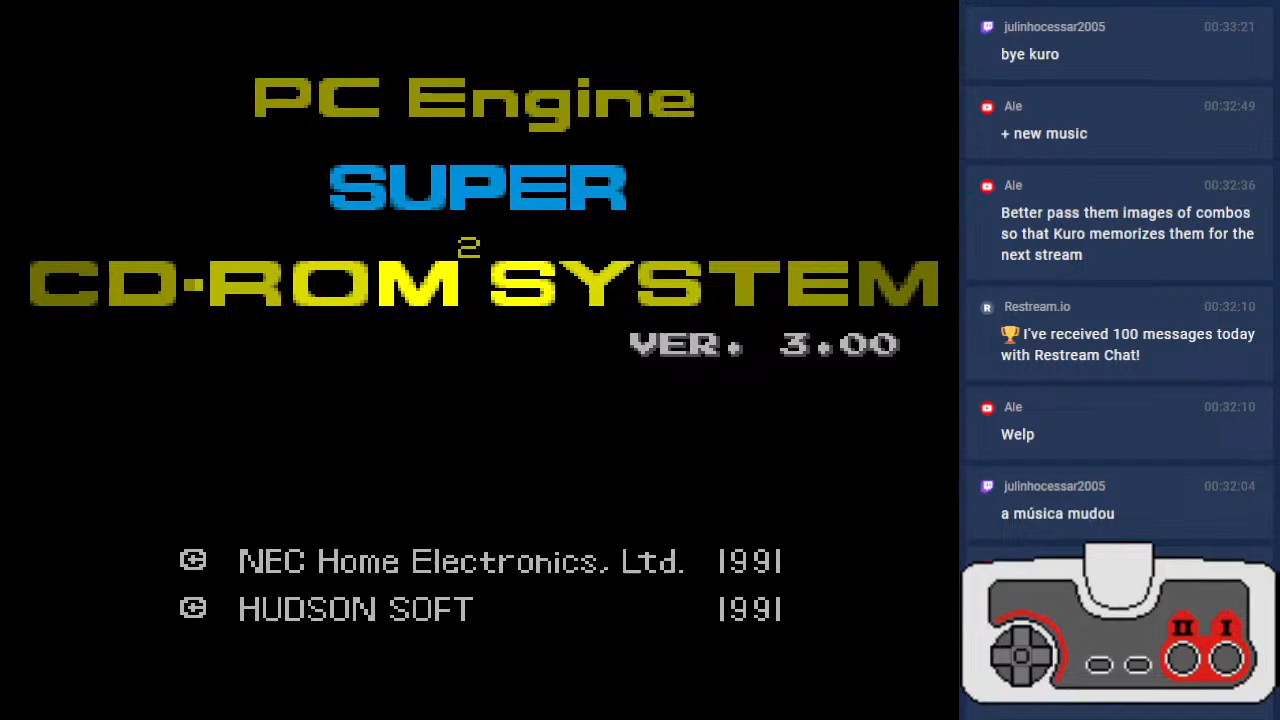 PC Engine
SUPER
CD-ROM² SYSTEM
VER. 3.00
© NEC Home Electronics, Ltd. 1991
© HUDSON SOFT 1991
julinhocessar2005 00:33:21
bye kuro
Ale 00:32:49
+ new music
Ale 00:32:36
Better pass them images of combos
so that Kuro memorizes them for the
next stream
R Restream.io 00:32:10
🏆 I've received 100 messages today
with Restream Chat!
Ale 00:32:10
Welp
julinhocessar2005 00:32:04
a música mudou
II I